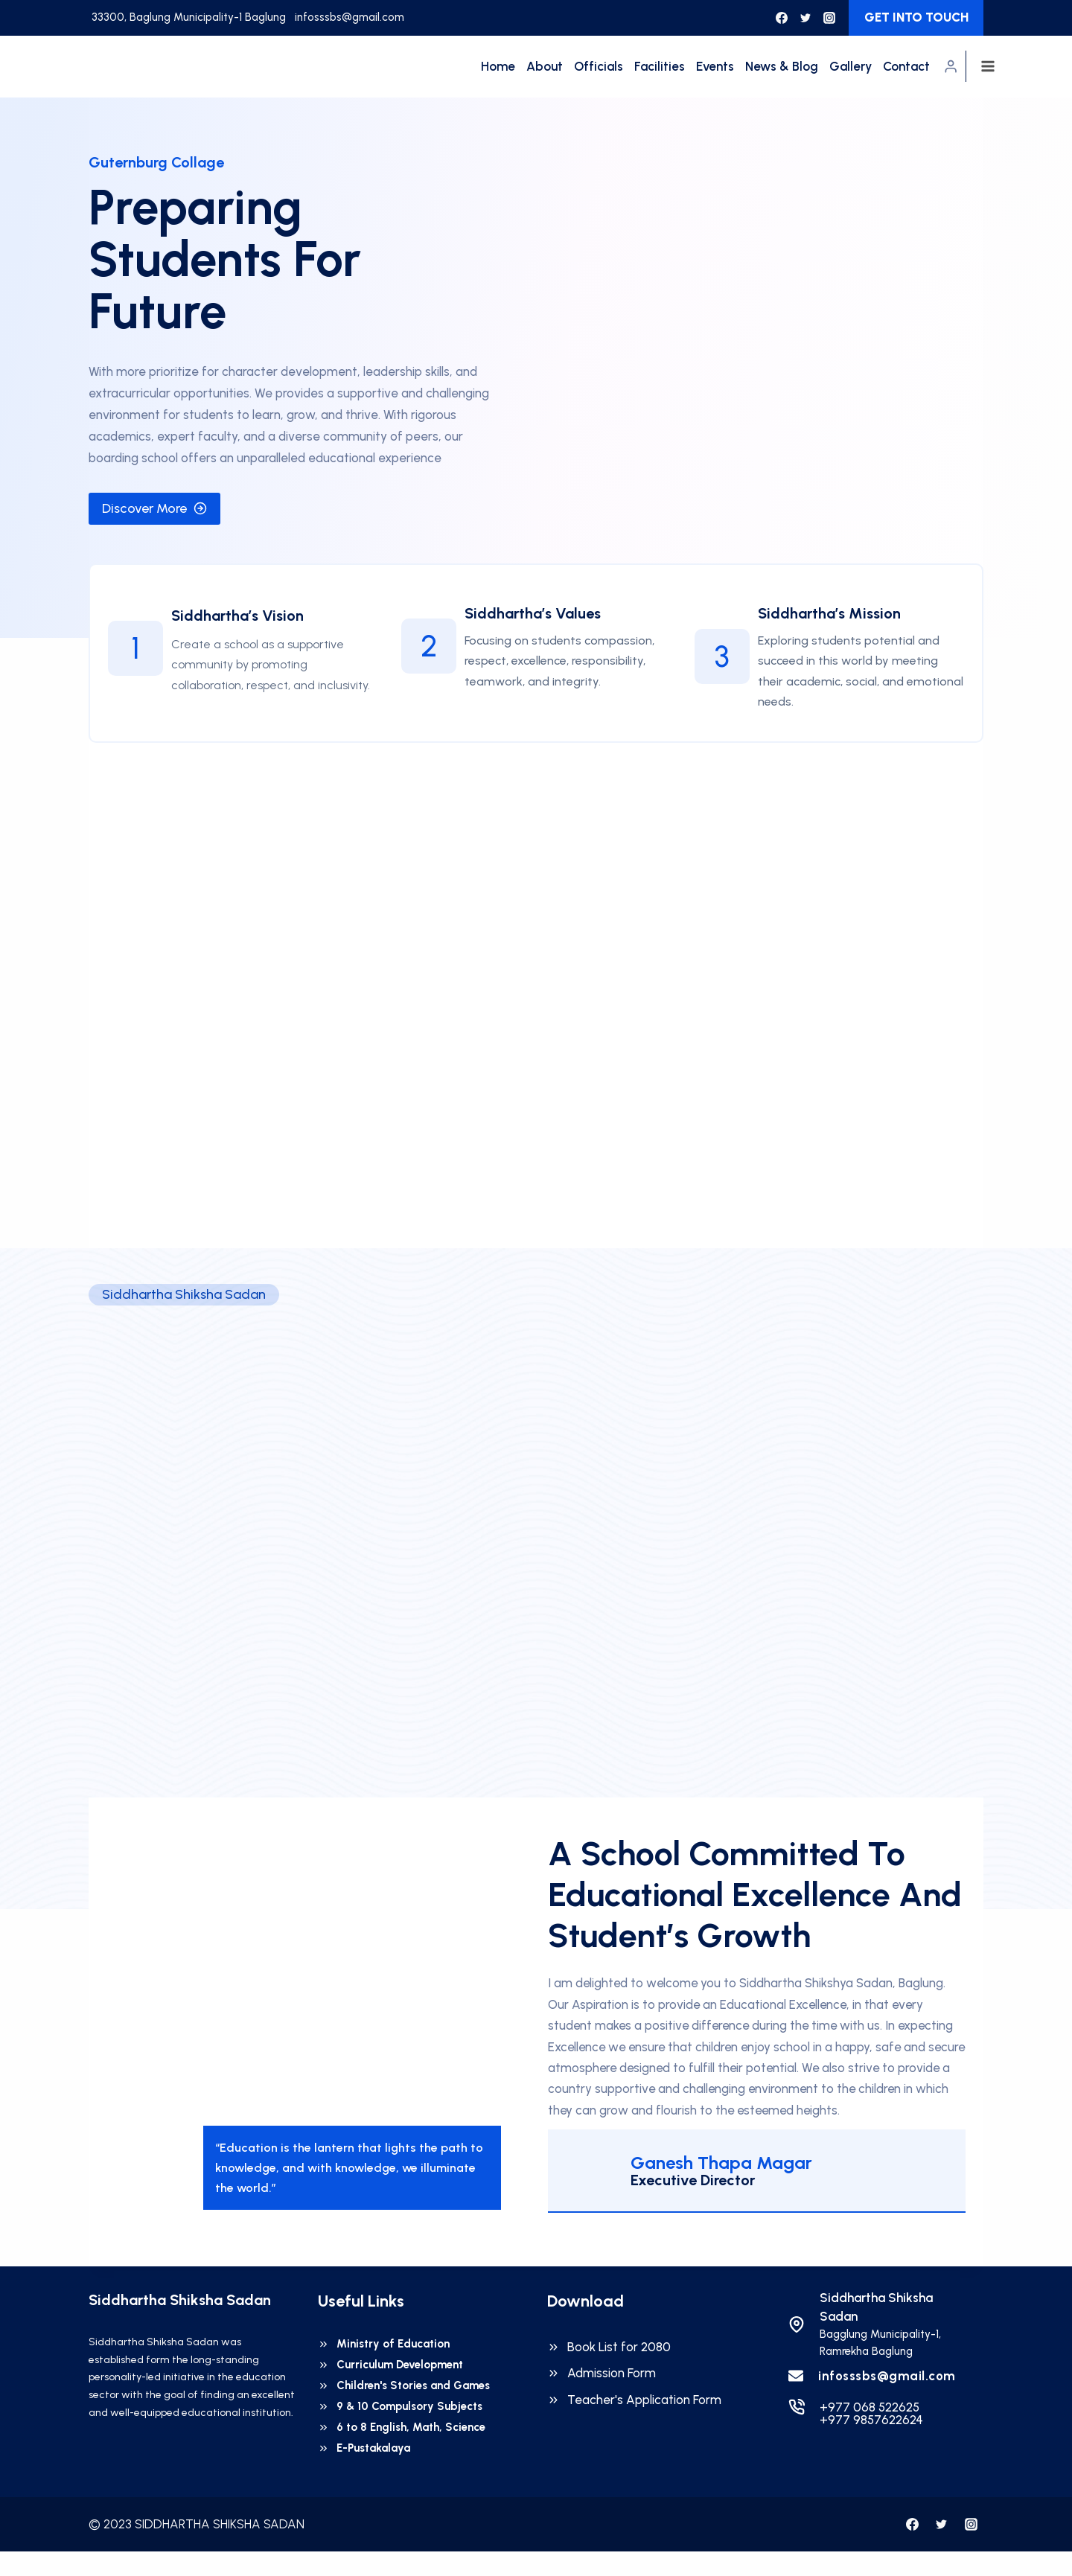 33300, Baglung Municipality-1 Baglung infosssbs@gmail.com
GET INTO TOUCH
Home About Officials Facilities Events News & Blog Gallery Contact
Guternburg Collage
Preparing
Students For
Future
With more prioritize for character development, leadership skills, and
extracurricular opportunities. We provides a supportive and challenging
environment for students to learn, grow, and thrive. With rigorous
academics, expert faculty, and a diverse community of peers, our
boarding school offers an unparalleled educational experience
Discover More
1
Siddhartha’s Vision
Create a school as a supportive
community by promoting
collaboration, respect, and inclusivity.
2
Siddhartha’s Values
Focusing on students compassion,
respect, excellence, responsibility,
teamwork, and integrity.
3
Siddhartha’s Mission
Exploring students potential and
succeed in this world by meeting
their academic, social, and emotional
needs.
Siddhartha Shiksha Sadan
A School Committed To
Educational Excellence And
Student’s Growth
I am delighted to welcome you to Siddhartha Shikshya Sadan, Baglung.
Our Aspiration is to provide an Educational Excellence, in that every
student makes a positive difference during the time with us. In expecting
Excellence we ensure that children enjoy school in a happy, safe and secure
atmosphere designed to fulfill their potential. We also strive to provide a
country supportive and challenging environment to the children in which
they can grow and flourish to the esteemed heights.
“Education is the lantern that lights the path to
knowledge, and with knowledge, we illuminate
the world.”
Ganesh Thapa Magar
Executive Director
Siddhartha Shiksha Sadan
Siddhartha Shiksha Sadan was
established form the long-standing
personality-led initiative in the education
sector with the goal of finding an excellent
and well-equipped educational institution.
Useful Links
Ministry of Education
Curriculum Development
Children's Stories and Games
9 & 10 Compulsory Subjects
6 to 8 English, Math, Science
E-Pustakalaya
Download
Book List for 2080
Admission Form
Teacher's Application Form
Siddhartha Shiksha
Sadan
Bagglung Municipality-1,
Ramrekha Baglung
infosssbs@gmail.com
+977 068 522625
+977 9857622624
© 2023 SIDDHARTHA SHIKSHA SADAN